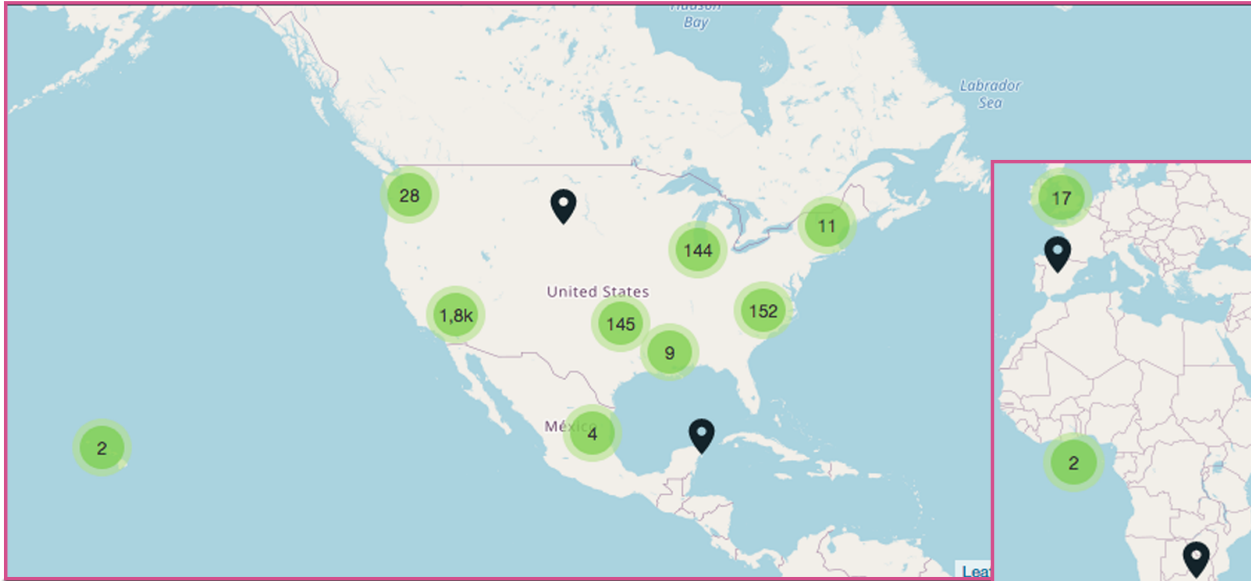 Hudson
Bay
Labrador
Sea
28
17
11
144
United States
1,8k
145
152
9
México
4
2
2
Lea